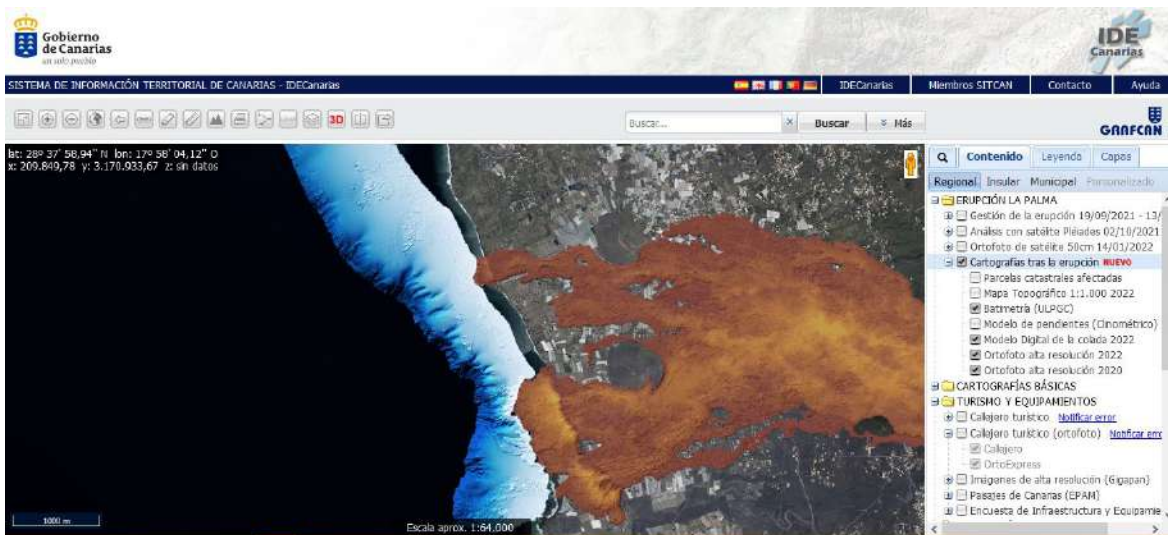 Gobierno
de Canarias
un solo pueblo
IDE
Canarias
SISTEMA DE INFORMACIÓN TERRITORIAL DE CANARIAS - IDECanarias
IDECanarias Miembros SITCAN Contacto Ayuda
3D
Buscar... × Buscar Más
GRAFCAN
lat: 28º 37' 58,94'' N lon: 17º 58' 04,12'' O
x: 209.849,78 y: 3.170.933,67 z: sin datos
Contenido Leyenda Capas
Regional Insular Municipal Personalizado
ERUPCIÓN LA PALMA
Gestión de la erupción 19/09/2021 - 13/
Análisis con satélite Pléiades 02/10/2021
Ortofoto de satélite 50cm 14/01/2022
Cartografías tras la erupción NUEVO
Parcelas catastrales afectadas
Mapa Topográfico 1:1.000 2022
Batimetría (ULPGC)
Modelo de pendientes (Clinométrico)
Modelo Digital de la colada 2022
Ortofoto alta resolución 2022
Ortofoto alta resolución 2020
CARTOGRAFÍAS BÁSICAS
TURISMO Y EQUIPAMIENTOS
Callejero turístico Notificar error
Callejero turístico (ortofoto) Notificar erro
Callejero
OrtoExpress
Imágenes de alta resolución (Gigapan)
Paisajes de Canarias (EPAM)
Encuesta de Infraestructura y Equipamie
1000 m
Escala aprox. 1:64.000